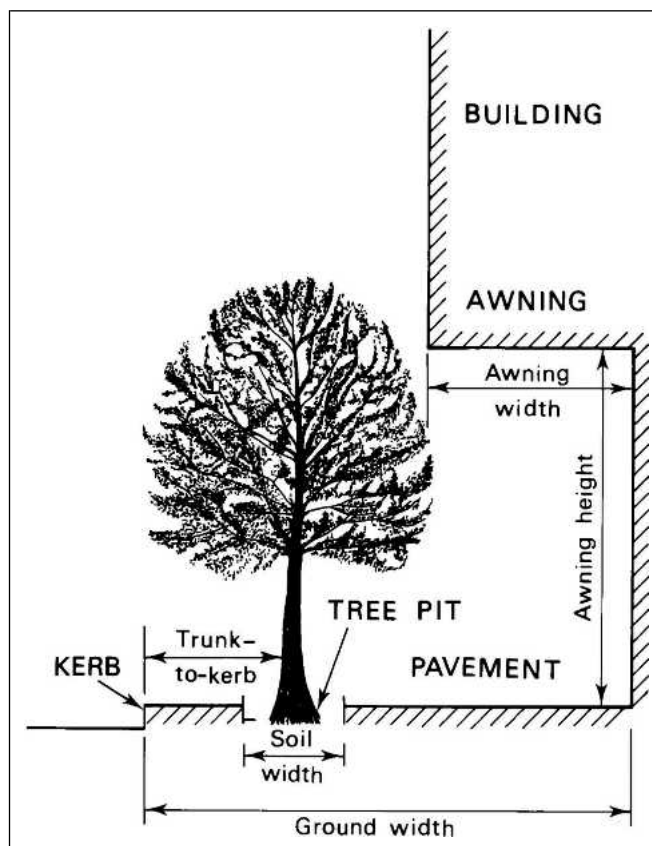 BUILDING
AWNING
Awning
width
Awning height
TREE PIT
Trunk-
to-kerb
KERB
PAVEMENT
Soil
width
Ground width